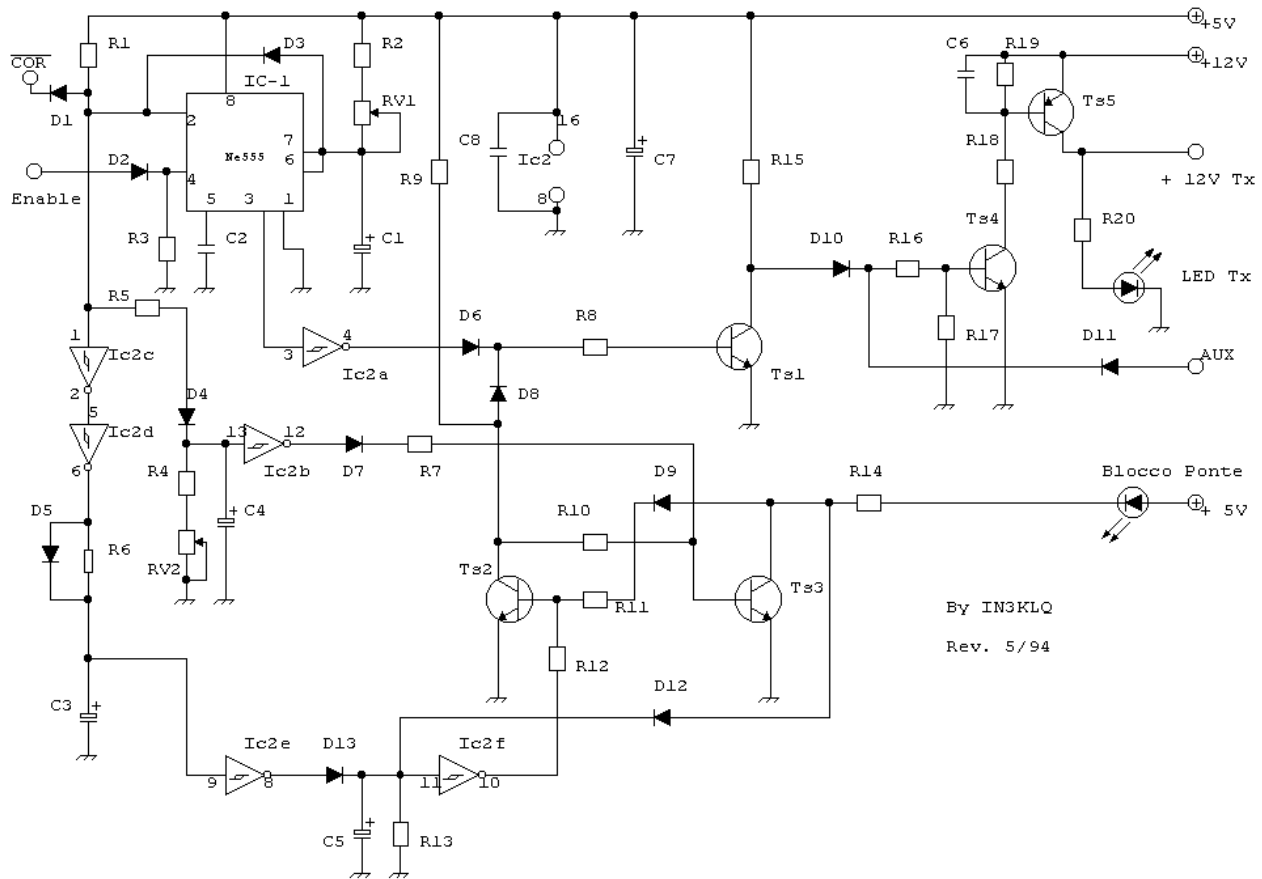 +5V
R1
D3
R2
C6
R19
COR
+12V
IC-1
RV1
Ts5
D1
8
2
16
Ne555
7
6
C8
Ic2
C7
R15
R18
D2
4
R9
+ 12V Tx
Enable
5
3
1
8
Ts4
R20
R3
C2
+
C1
D10
R16
LED Tx
R5
D6
R8
R17
D11
1
Ic2c
3
4
AUX
2
Ic2a
D8
Ts1
D4
5
Ic2d
13
12
6
R4
Ic2b
D7
R7
D9
R14
Blocco Ponte
D5
+
C4
R10
+ 5V
R6
RV2
Ts2
Ts3
R11
By IN3KLQ
Rev. 5/94
R12
C3
+
D12
Ic2e
D13
Ic2f
9
8
11
10
C5
+
R13